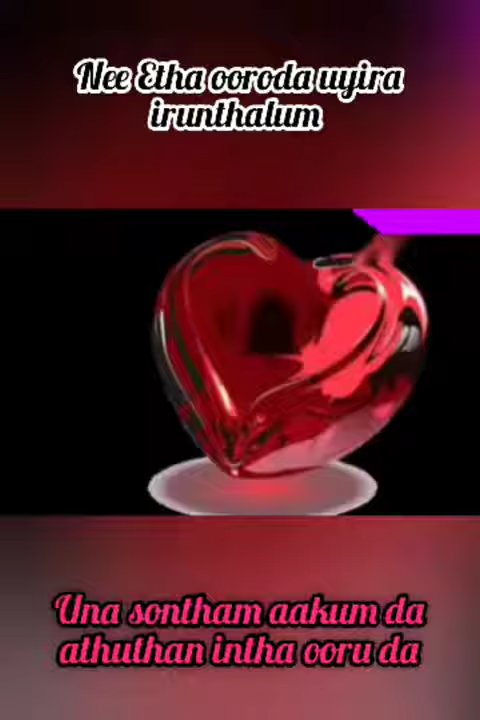 Nee Etha ooroda uyira
irunthalum
Una sontham aakum da
athuthan intha ooru da